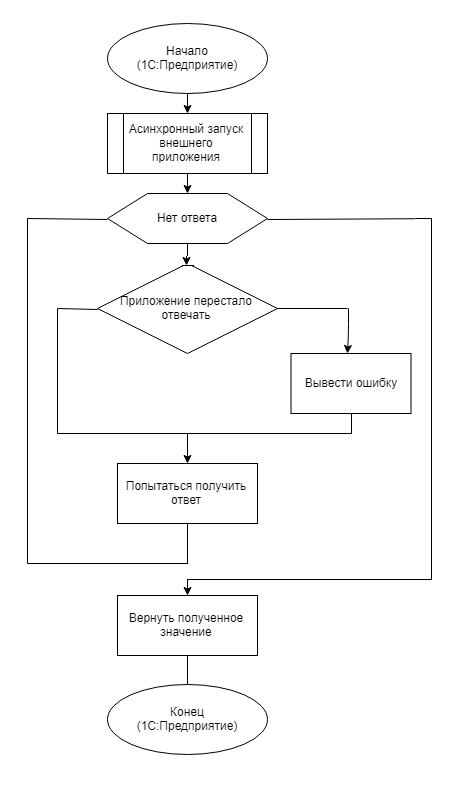 Начало
(1С:Предприятие)
Асинхронный запуск
внешнего
приложения
Нет ответа
Приложение перестало
отвечать
Вывести ошибку
Попытаться получить
ответ
Вернуть полученное
значение
Конец
(1С:Предприятие)